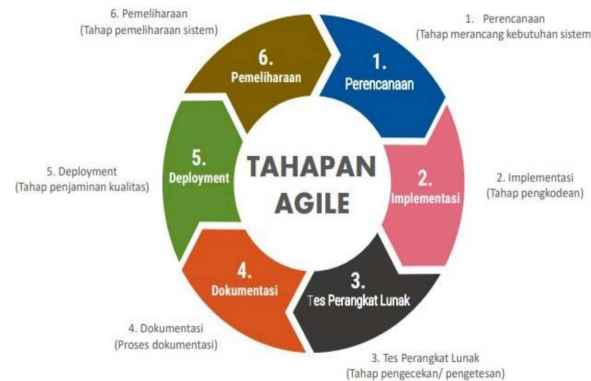 6. Pemeliharaan
(Tahap pemeliharaan sistem)
1. Perencanaan
(Tahap merancang kebutuhan sistem
6.
Pemeliharaan
1.
Perencanaan
5. Deployment
(Tahap penjaminan kualitas)
5.
Deployment
TAHAPAN
AGILE
2.
Implementasi
2. Implementasi
(Tahap pengkodean)
4.
Dokumentasi
3.
Tes Perangkat Lunak
4. Dokumentasi
(Proses dokumentasi)
3. Tes Perangkat Lunak
(Tahap pengecekan/ pengetesan)